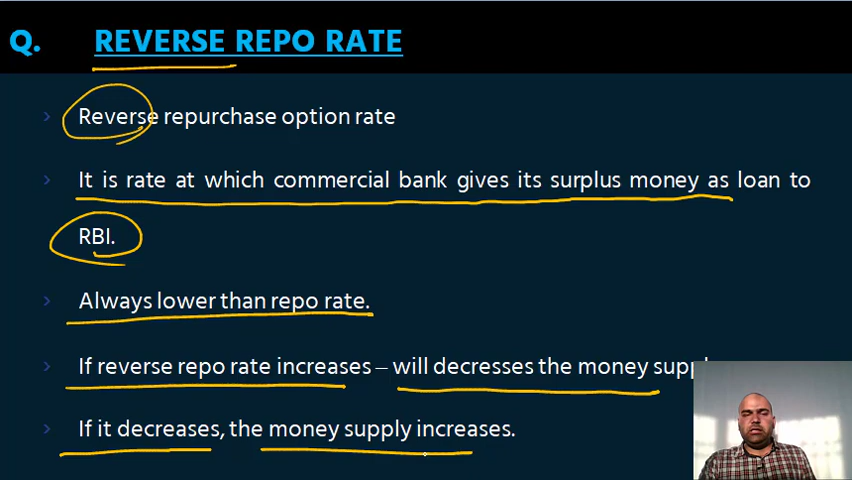 Q. REVERSE REPO RATE
Reverse repurchase option rate
It is rate at which commercial bank gives its surplus money as loan to
RBI.
Always lower than repo rate.
If reverse repo rate increases – will decresses the money
If it decreases, the money supply increases.